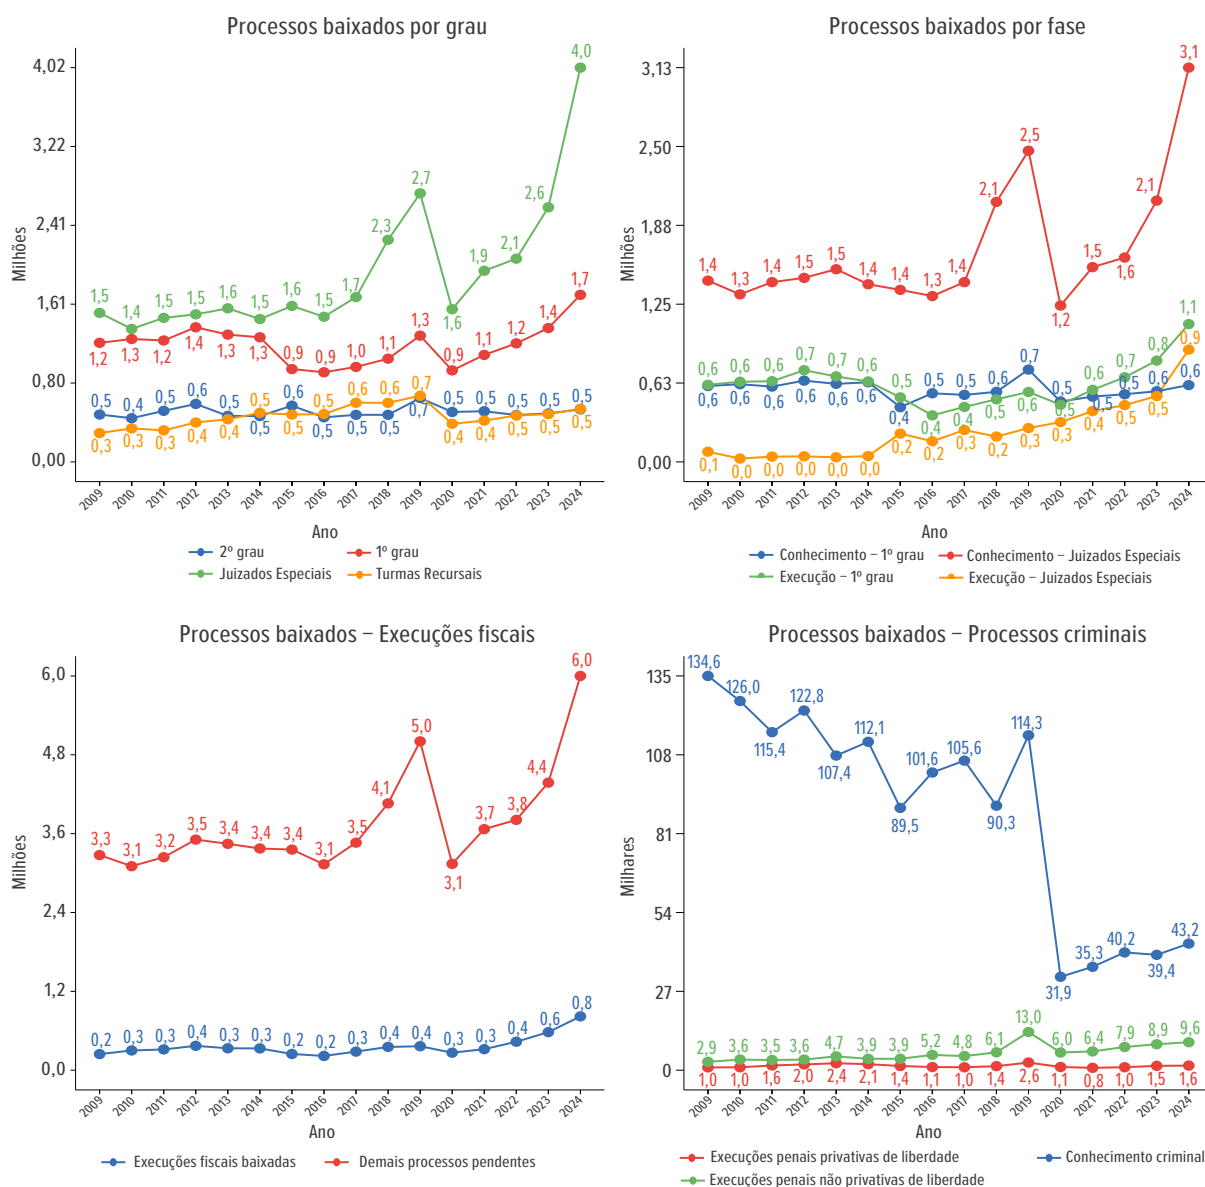 Processos baixados por grau
Milhões
4,02
3,22
2,41
1,61
0,80
0,00
1,5 1,4 1,5 1,5 1,6 1,5 1,6 1,5 1,7 2,3 2,7 1,6 1,9 2,1 2,6 4,0
1,2 1,3 1,2 1,4 1,3 1,3 0,9 0,9 1,0 1,1 1,3 0,9 1,1 1,2 1,4 1,7
0,5 0,4 0,5 0,6 0,5 0,5 0,6 0,5 0,5 0,5 0,7 0,5 0,5 0,5 0,5 0,5
0,3 0,3 0,3 0,4 0,4 0,5 0,5 0,6 0,6 0,7 0,4 0,4 0,5 0,5 0,5
2009 2010 2011 2012 2013 2014 2015 2016 2017 2018 2019 2020 2021 2022 2023 2024
Ano
2º grau 1º grau
Juizados Especiais Turmas Recursais
Processos baixados por fase
Milhões
3,13
2,50
1,88
1,25
0,63
0,00
1,4 1,3 1,4 1,5 1,5 1,4 1,4 1,3 1,4 2,1 2,5 1,2 1,5 1,6 2,1 3,1
0,6 0,6 0,6 0,7 0,7 0,6 0,5 0,4 0,4 0,5 0,6 0,5 0,6 0,7 0,8 1,1
0,6 0,6 0,6 0,6 0,6 0,6 0,4 0,5 0,5 0,6 0,7 0,5 0,5 0,5 0,6 0,6
0,1 0,0 0,0 0,0 0,0 0,0 0,2 0,2 0,3 0,2 0,3 0,3 0,4 0,5 0,5 0,9
2009 2010 2011 2012 2013 2014 2015 2016 2017 2018 2019 2020 2021 2022 2023 2024
Ano
Conhecimento – 1º grau Conhecimento – Juizados Especiais
Execução – 1º grau Execução – Juizados Especiais
Processos baixados – Execuções fiscais
Milhões
6,0
4,8
3,6
2,4
1,2
0,0
3,3 3,1 3,2 3,5 3,4 3,4 3,4 3,1 3,5 4,1 5,0 3,1 3,7 3,8 4,4 6,0
0,2 0,3 0,3 0,4 0,3 0,3 0,2 0,2 0,3 0,4 0,4 0,3 0,3 0,4 0,6 0,8
2009 2010 2011 2012 2013 2014 2015 2016 2017 2018 2019 2020 2021 2022 2023 2024
Ano
Execuções fiscais baixadas Demais processos pendentes
Processos baixados – Processos criminais
Milhares
135
108
81
54
27
0
134,6 126,0 115,4 122,8 107,4 112,1 89,5 101,6 105,6 90,3 114,3 31,9 35,3 40,2 39,4 43,2
2,9 3,6 3,5 3,6 4,7 3,9 3,9 5,2 4,8 6,1 13,0 6,0 6,4 7,9 8,9 9,6
1,0 1,0 1,6 2,0 2,4 2,1 1,4 1,1 1,0 1,4 2,6 1,1 0,8 1,0 1,5 1,6
2009 2010 2011 2012 2013 2014 2015 2016 2017 2018 2019 2020 2021 2022 2023 2024
Ano
Execuções penais privativas de liberdade Conhecimento criminal
Execuções penais não privativas de liberdade